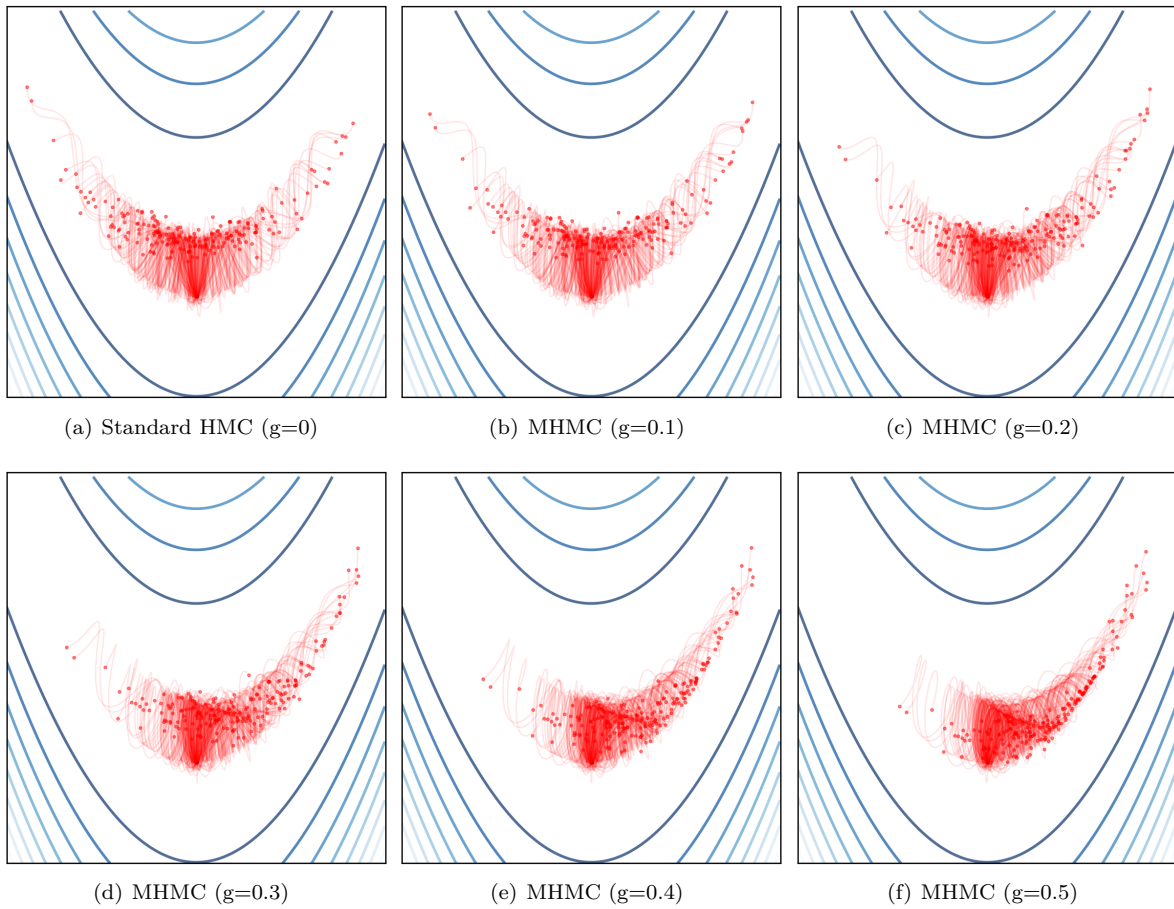 (a) Standard HMC (g=0)
(b) MHMC (g=0.1)
(c) MHMC (g=0.2)
(d) MHMC (g=0.3)
(e) MHMC (g=0.4)
(f) MHMC (g=0.5)